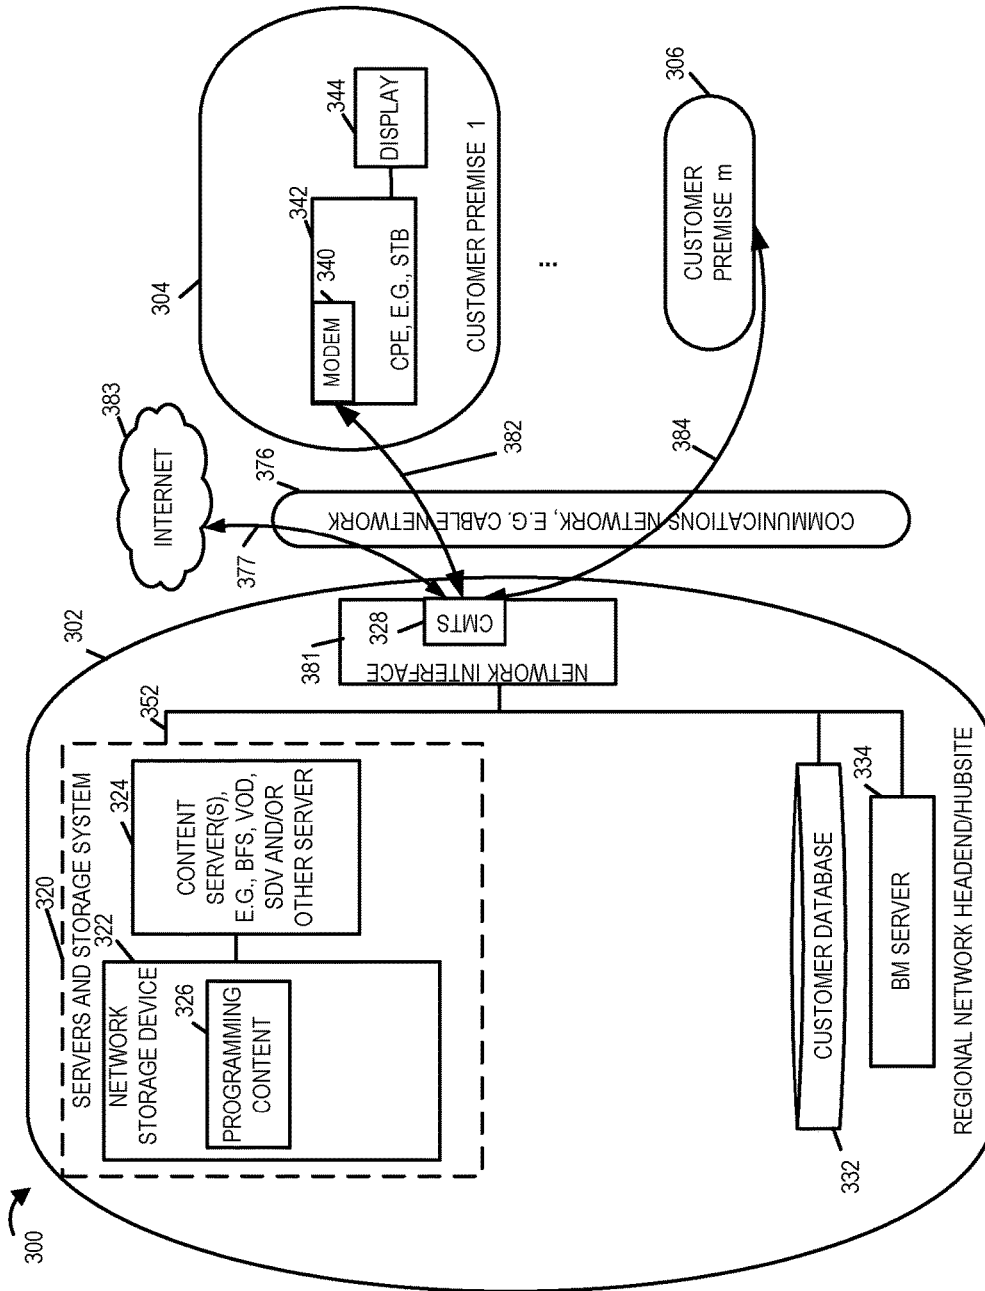 300
302
320
SERVERS AND STORAGE SYSTEM
322
NETWORK
STORAGE DEVICE
326
PROGRAMMING
CONTENT
324
CONTENT
SERVER(S),
E.G., BFS, VOD,
SDV AND/OR
OTHER SERVER
352
332
CUSTOMER DATABASE
334
BM SERVER
REGIONAL NETWORK HEADEND/HUBSITE
381
NETWORK INTERFACE
328
CMTS
377
INTERNET
383
376
COMMUNICATIONS NETWORK, E.G. CABLE NETWORK
382
384
304
340
MODEM
342
CPE, E.G., STB
344
DISPLAY
CUSTOMER PREMISE 1
...
306
CUSTOMER
PREMISE m